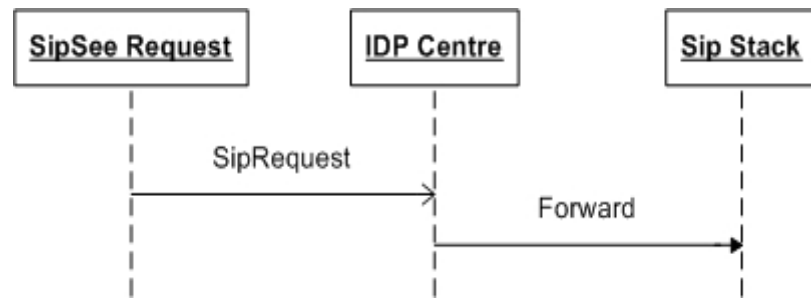 SipSee Request
IDP Centre
Sip Stack
SipRequest
Forward